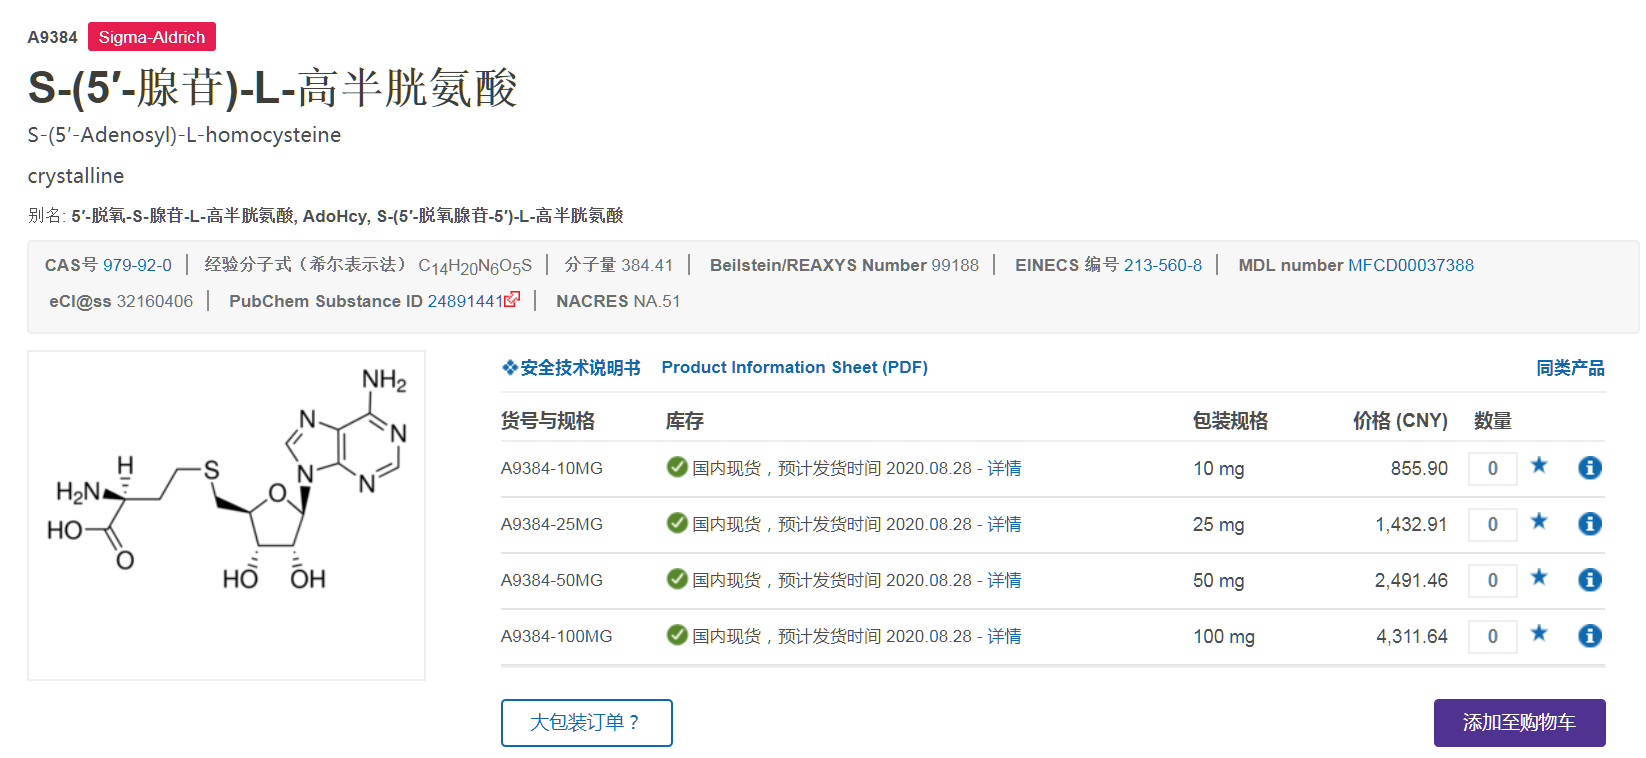 A9384 Sigma-Aldrich
S-(5′-腺苷)-L-高半胱氨酸
S-(5′-Adenosyl)-L-homocysteine
crystalline
别名: 5′-脱氧-S-腺苷-L-高半胱氨酸, AdoHcy, S-(5′-脱氧腺苷-5′)-L-高半胱氨酸
CAS号 979-92-0 │ 经验分子式（希尔表示法） C14H20N6O5S │ 分子量 384.41 │ Beilstein/REAXYS Number 99188 │ EINECS 编号 213-560-8 │ MDL number MFCD00037388
eCl@ss 32160406 │ PubChem Substance ID 24891441 │ NACRES NA.51
NH2
N
N
N
N
H
S
H2N
O
HO
O
HO
OH
安全技术说明书 Product Information Sheet (PDF) 同类产品
货号与规格 库存 包装规格 价格 (CNY) 数量
A9384-10MG 国内现货，预计发货时间 2020.08.28 - 详情 10 mg 855.90 0
A9384-25MG 国内现货，预计发货时间 2020.08.28 - 详情 25 mg 1,432.91 0
A9384-50MG 国内现货，预计发货时间 2020.08.28 - 详情 50 mg 2,491.46 0
A9384-100MG 国内现货，预计发货时间 2020.08.28 - 详情 100 mg 4,311.64 0
大包装订单？ 添加至购物车